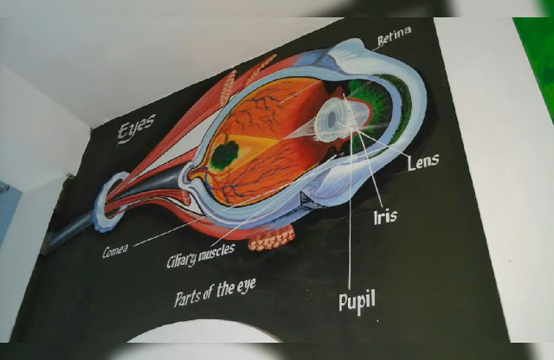 Retina
Eyes
Lens
Iris
Cornea
Ciliary muscles
Parts of the eye
Pupil